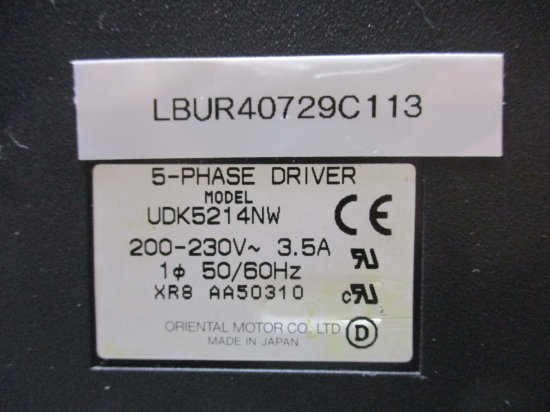 LBUR40729C113
5-PHASE DRIVER
MODEL
UDK5214NW
CE
200-230V~ 3.5A
1ϕ 50/60Hz
XR8 AA50310
c
ORIENTAL MOTOR CO., LTD.
D
MADE IN JAPAN